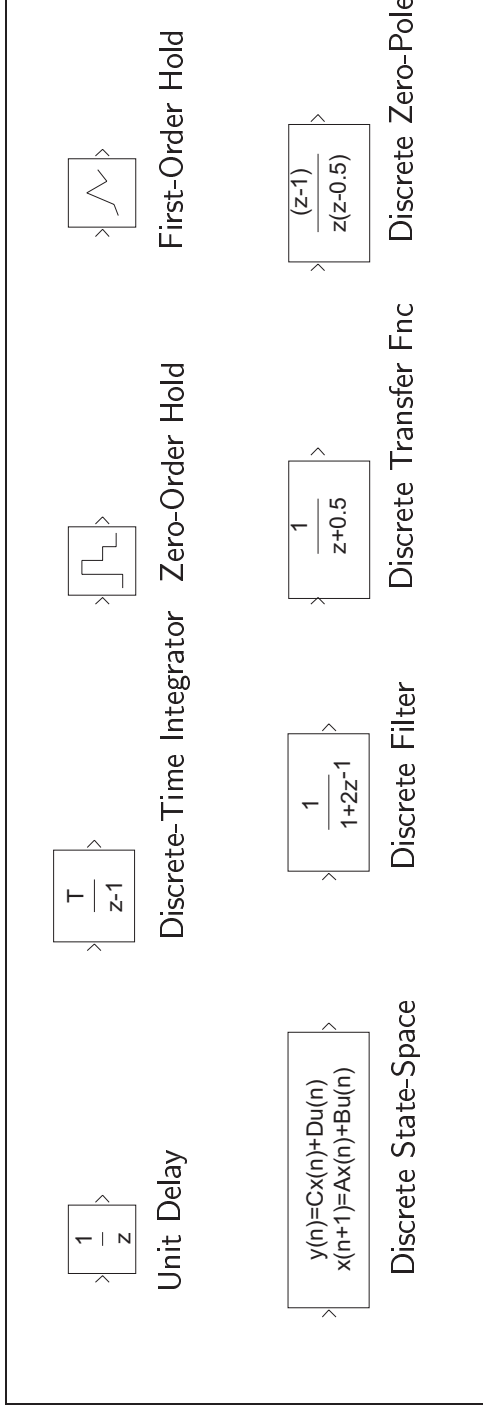 1
z
Unit Delay
T
z-1
Discrete-Time Integrator
Zero-Order Hold
First-Order Hold
y(n)=Cx(n)+Du(n)
x(n+1)=Ax(n)+Bu(n)
Discrete State-Space
1
1+2z-1
Discrete Filter
1
z+0.5
Discrete Transfer Fnc
(z-1)
z(z-0.5)
Discrete Zero-Pole